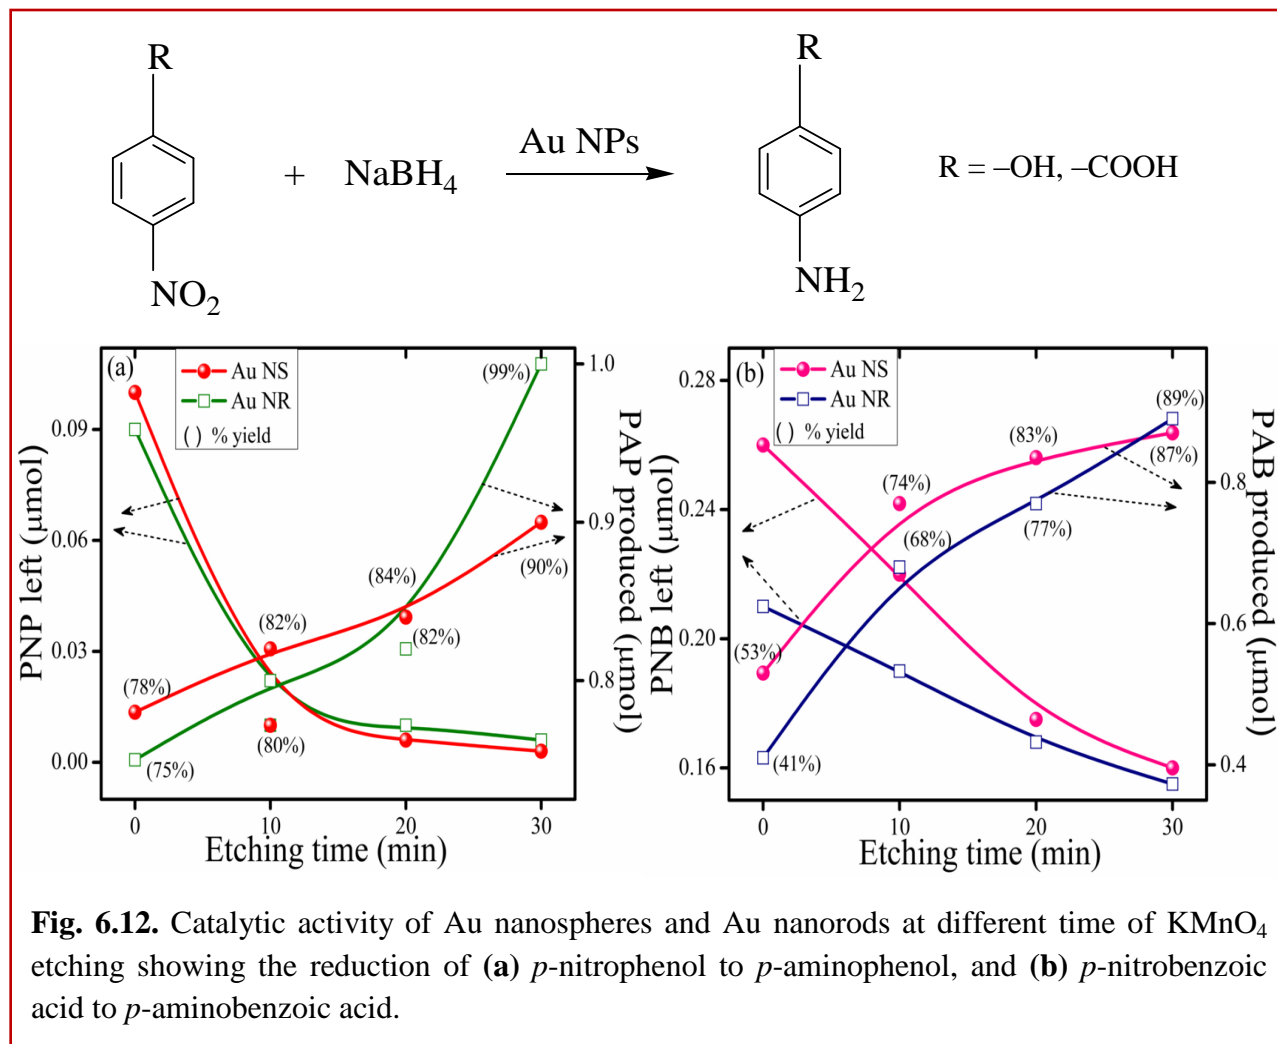 R
R
Au NPs
+ NaBH4
R = –OH, –COOH
NO2
NH2
(a)
Au NS
Au NR
( ) % yield
PNP left (µmol)
0.09
0.06
0.03
0.00
(78%)
(75%)
(82%)
(80%)
(84%)
(82%)
(99%)
(90%)
1.0
0.9
0.8
PAP produced (µmol)
0 10 20 30
Etching time (min)
(b)
Au NS
Au NR
( ) % yield
PNB left (µmol)
0.28
0.24
0.20
0.16
(53%)
(41%)
(74%)
(68%)
(83%)
(77%)
(89%)
(87%)
0.8
0.6
0.4
PAB produced (µmol)
0 10 20 30
Etching time (min)
Fig. 6.12. Catalytic activity of Au nanospheres and Au nanorods at different time of KMnO4
etching showing the reduction of (a) p-nitrophenol to p-aminophenol, and (b) p-nitrobenzoic
acid to p-aminobenzoic acid.